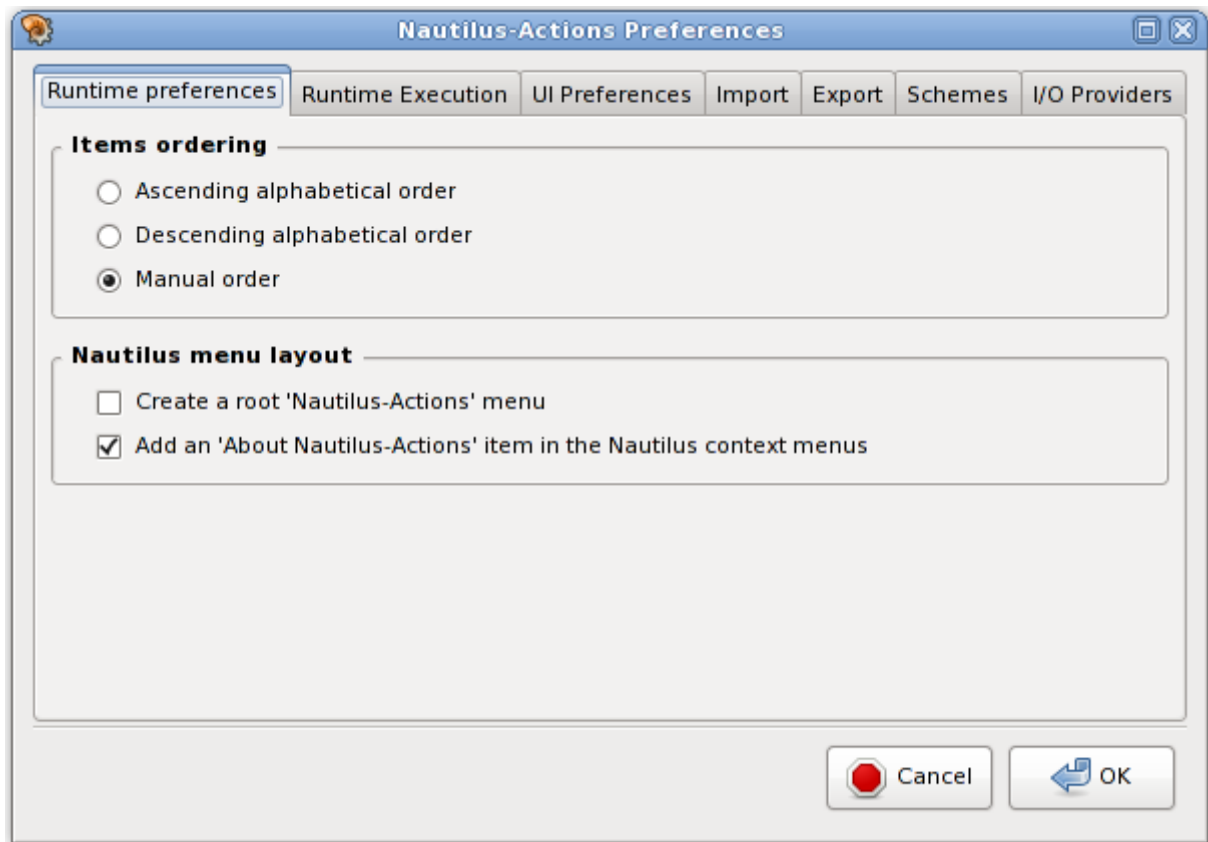 Nautilus-Actions Preferences
Runtime preferences Runtime Execution UI Preferences Import Export Schemes I/O Providers
Items ordering
Ascending alphabetical order
Descending alphabetical order
Manual order
Nautilus menu layout
Create a root 'Nautilus-Actions' menu
Add an 'About Nautilus-Actions' item in the Nautilus context menus
Cancel OK